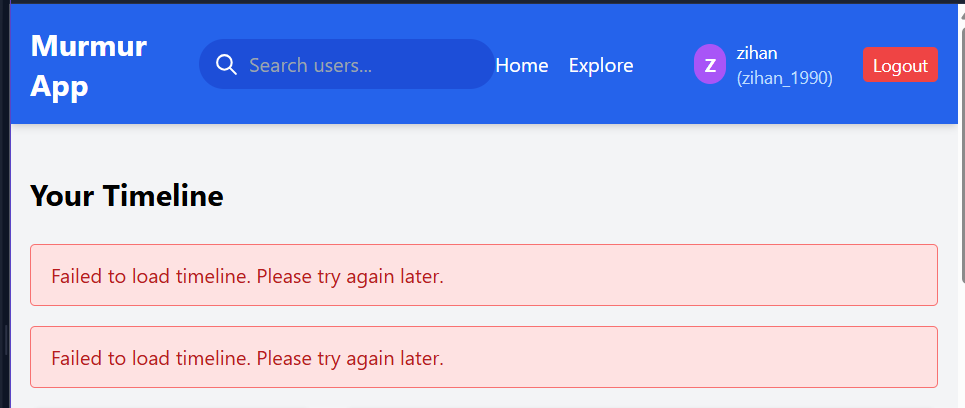 Murmur
App
Search users...
Home
Explore
Z
zihan
(zihan_1990)
Logout
Your Timeline
Failed to load timeline. Please try again later.
Failed to load timeline. Please try again later.